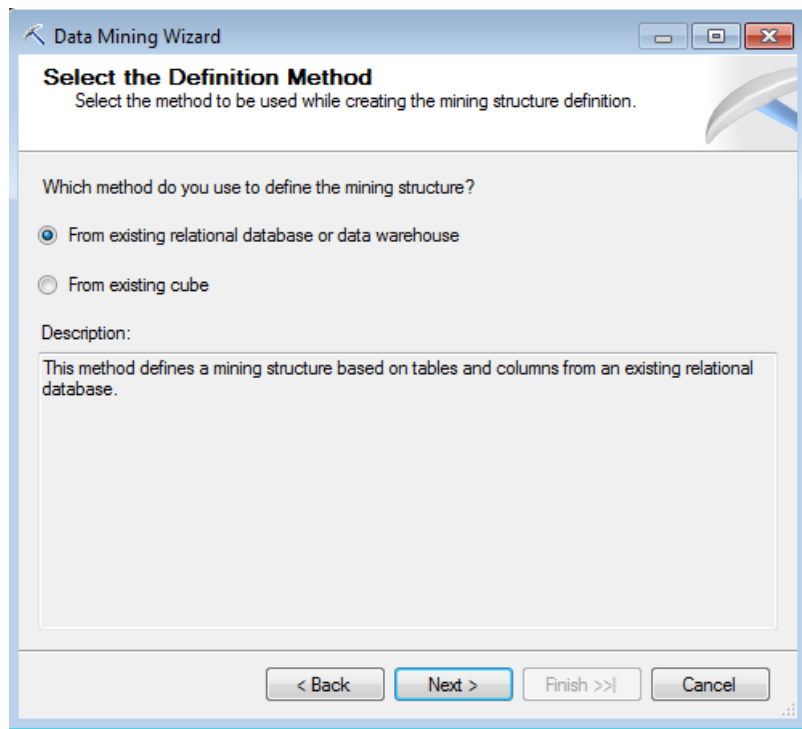 Data Mining Wizard
Select the Definition Method
Select the method to be used while creating the mining structure definition.
Which method do you use to define the mining structure?
From existing relational database or data warehouse
From existing cube
Description:
This method defines a mining structure based on tables and columns from an existing relational
database.
< Back Next > Finish >>| Cancel